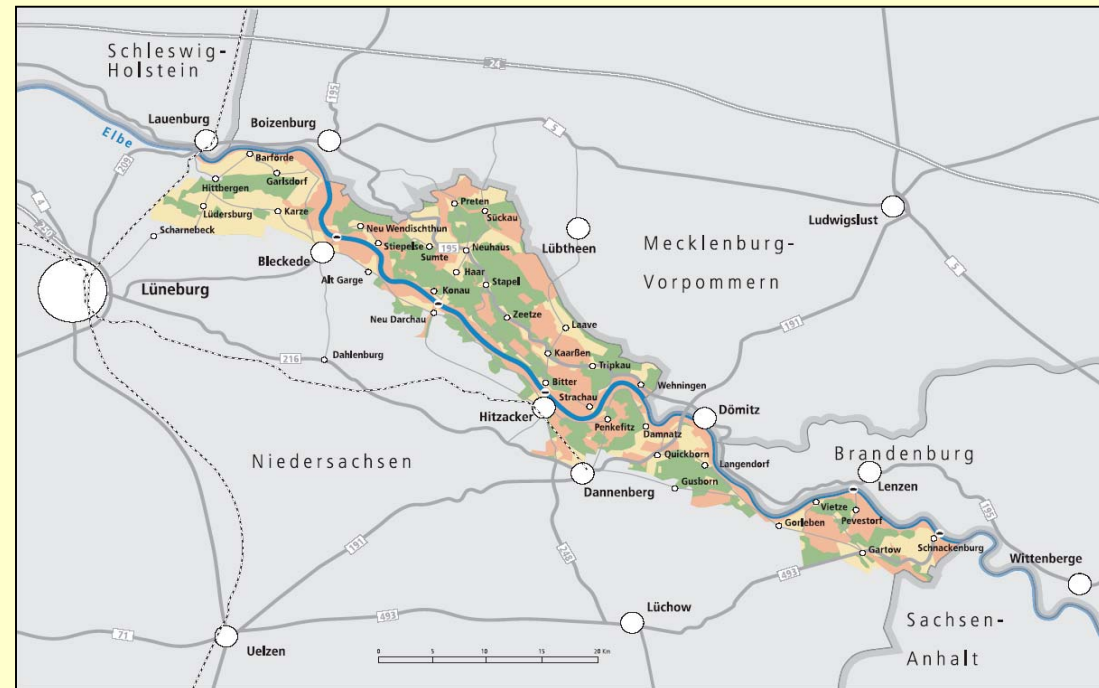 Schleswig-
Holstein
24
195
Lauenburg
Boizenburg
5
Elbe
Barförde
209
Hittbergen
Garlsdorf
Preten
4
Lüdersburg
Karze
Sückau
Ludwigslust
Neu Wendischthun
Lübtheen
250
Scharnebeck
Stiepelse
195
Neuhaus
Mecklenburg-
Sumte
Bleckede
Haar
5
Alt Garge
Stapel
Vorpommern
Lüneburg
Konau
Neu Darchau
Zeetze
191
Laave
216
Dahlenburg
Kaarßen
Tripkau
Bitter
Wehningen
Strachau
Hitzacker
Dömitz
Penkefitz
Damnatz
Niedersachsen
Quickborn
Brandenburg
Langendorf
Dannenberg
Gusborn
Lenzen
Vietze
195
Pevestorf
Gorleben
191
248
Gartow
Schnackenburg
Wittenberge
493
493
Lüchow
71
Sachsen-
Uelzen
Anhalt
0 5 10 15 20 Km